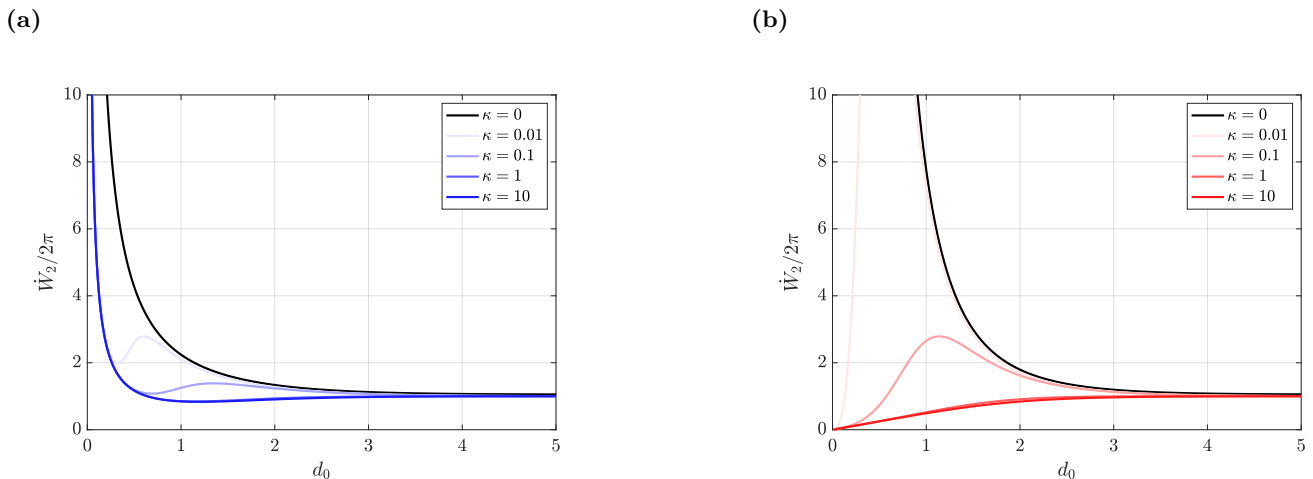 (a)
10
8
6
4
2
0
0 1 2 3 4 5
Ẇ₂/2π
d₀
κ = 0
κ = 0.01
κ = 0.1
κ = 1
κ = 10
(b)
10
8
6
4
2
0
0 1 2 3 4 5
Ẇ₂/2π
d₀
κ = 0
κ = 0.01
κ = 0.1
κ = 1
κ = 10